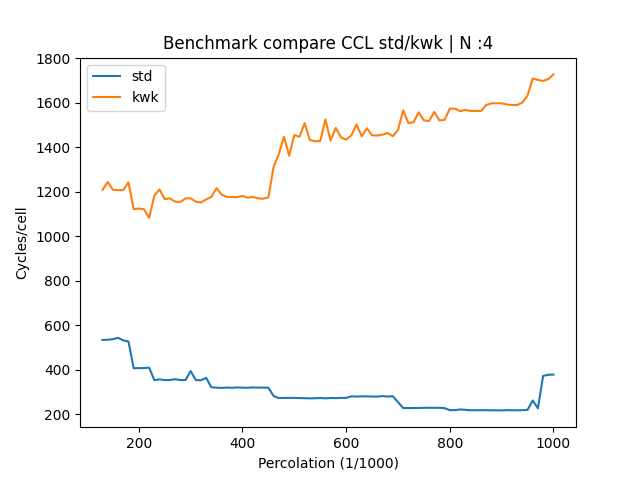 Benchmark compare CCL std/kwk | N :4
std
kwk
Cycles/cell
1800
1600
1400
1200
1000
800
600
400
200
200 400 600 800 1000
Percolation (1/1000)